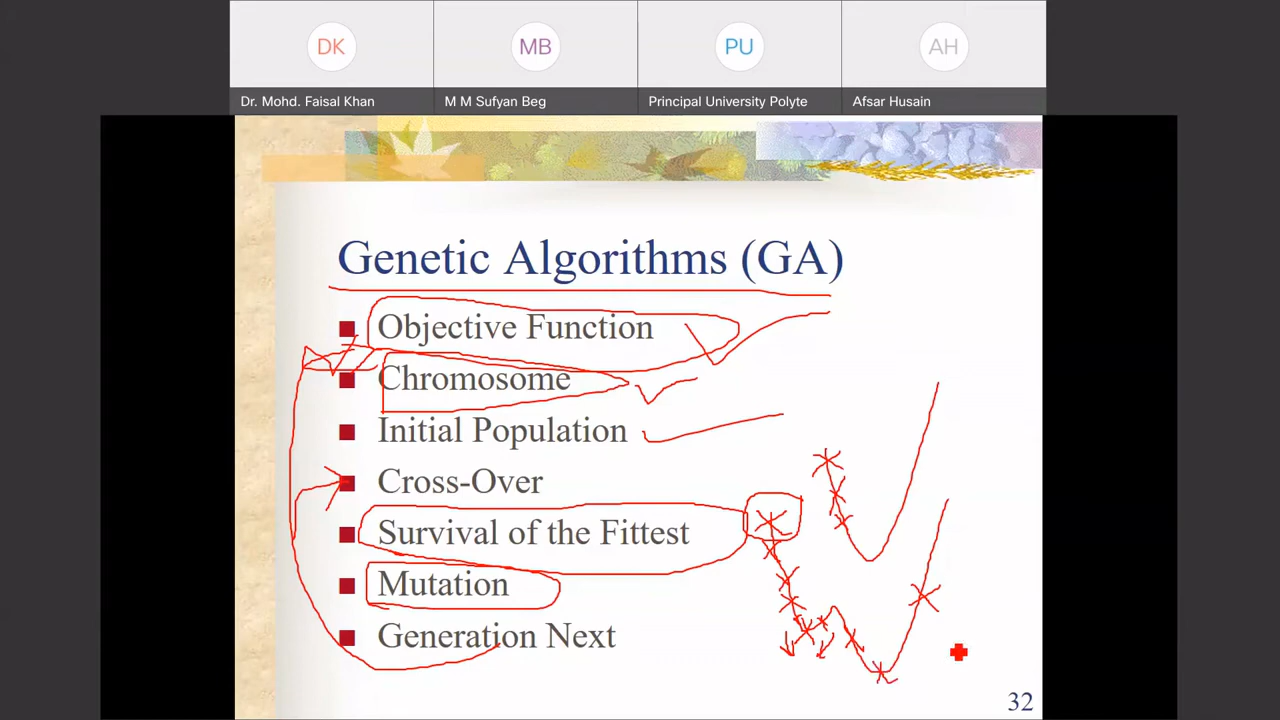 DK
MB
PU
AH
Dr. Mohd. Faisal Khan
M M Sufyan Beg
Principal University Polyte
Afsar Husain
Genetic Algorithms (GA)
Objective Function
Chromosome
Initial Population
Cross-Over
Survival of the Fittest
Mutation
Generation Next
32